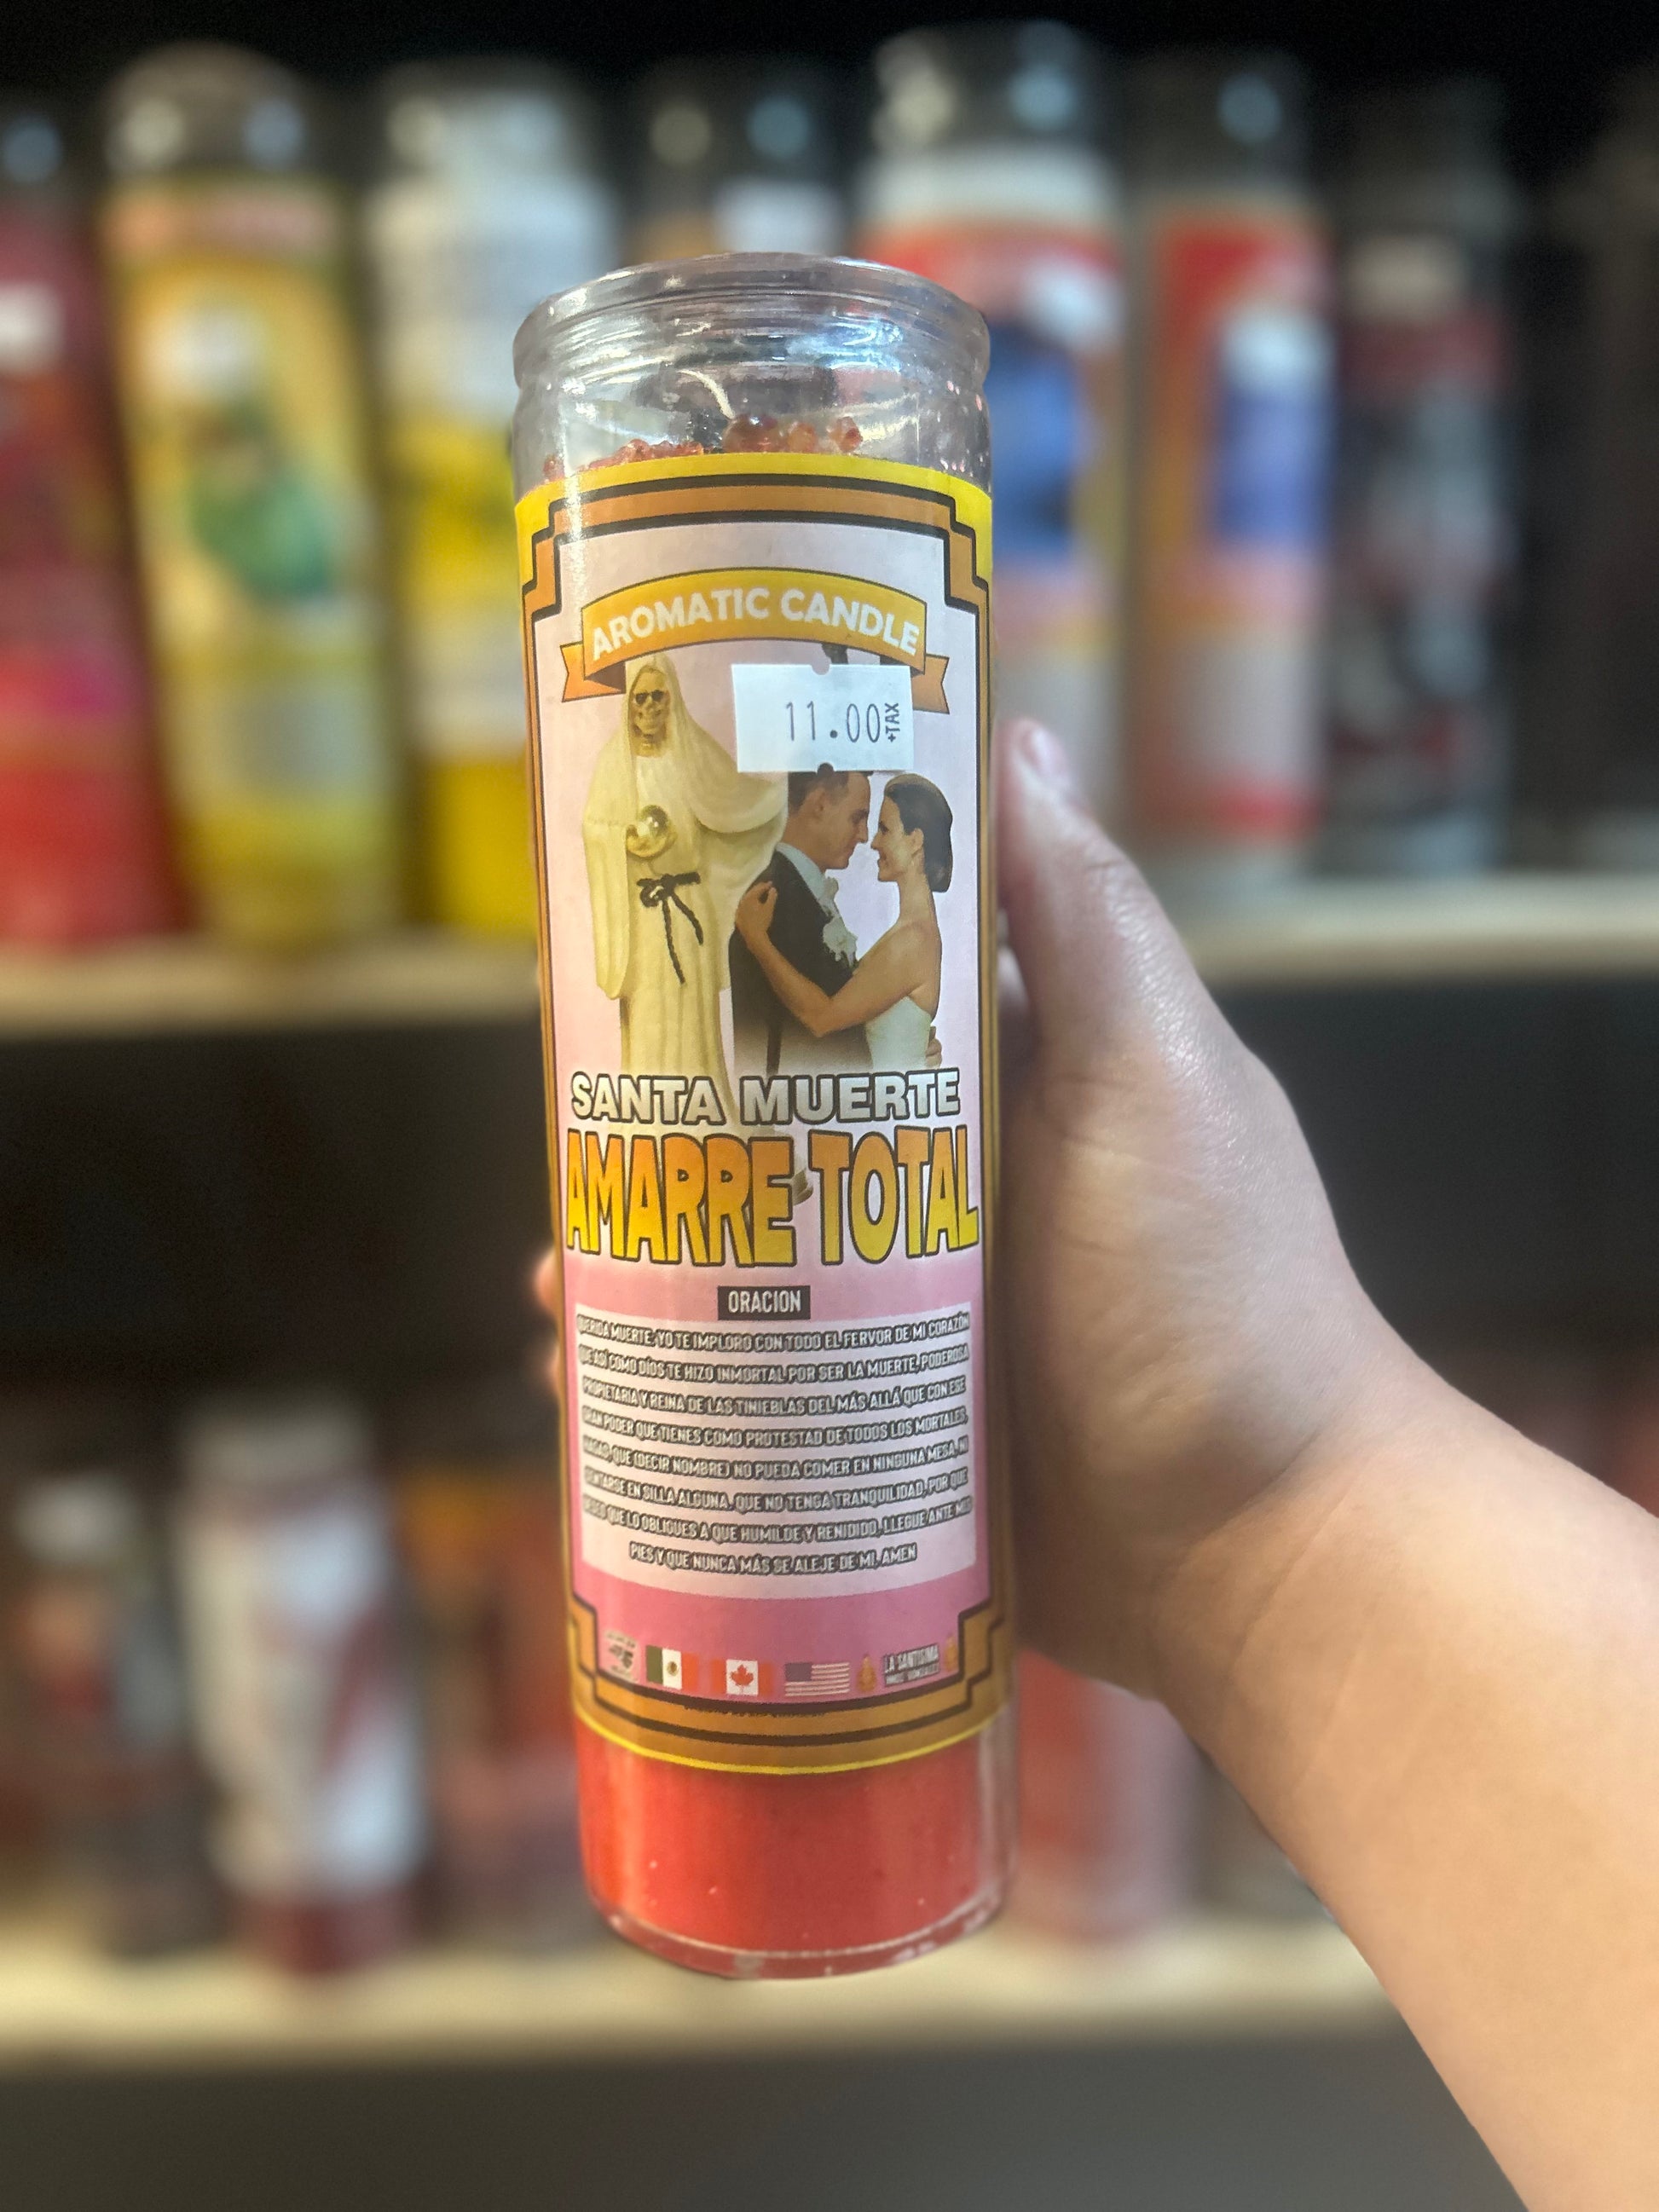 AROMATIC CANDLE
11.00 +TAX
SANTA MUERTE
AMARRE TOTAL
ORACION
QUERIDA MUERTE, YO TE IMPLORO CON TODO EL FERVOR DE MI CORAZÓN
QUE ASÍ COMO DÍOS TE HIZO INMORTAL POR SER LA MUERTE, PODEROSA
PROPIETARIA Y REINA DE LAS TINIEBLAS DEL MÁS ALLÁ QUE CON ESE
GRAN PODER QUE TIENES COMO PROTESTAD DE TODOS LOS MORTALES,
HAGAS, QUE (DECIR NOMBRE) NO PUEDA COMER EN NINGUNA MESA, NI
SENTARSE EN SILLA ALGUNA, QUE NO TENGA TRANQUILIDAD, POR QUE
DESEO QUE LO OBLIGUES A QUE HUMILDE Y RENIDIDO, LLEGUE ANTE MIS
PIES Y QUE NUNCA MÁS SE ALEJE DE MI, AMEN
LA SANTISIMA